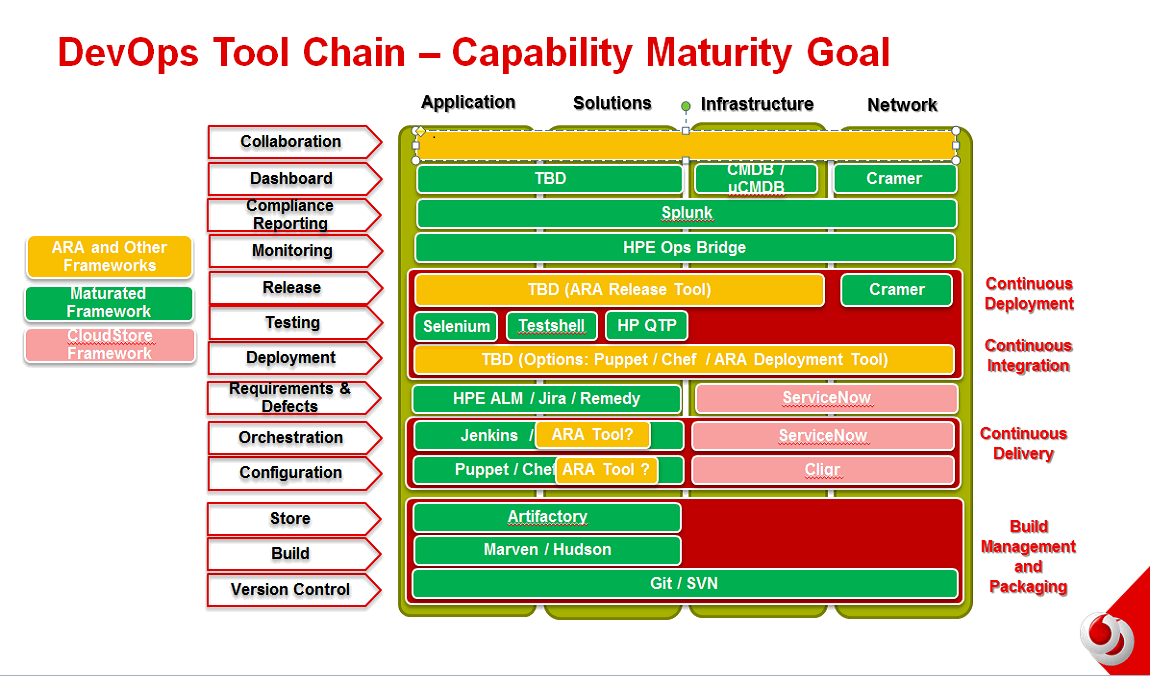 DevOps Tool Chain – Capability Maturity Goal
Application
Solutions
Infrastructure
Network
Collaboration
Dashboard
TBD
CMDB /
uCMDB
Cramer
Compliance
Reporting
Splunk
Monitoring
HPE Ops Bridge
ARA and Other
Frameworks
Maturated
Framework
CloudStore
Framework
Release
TBD (ARA Release Tool)
Cramer
Continuous
Deployment
Testing
Selenium
Testshell
HP QTP
Deployment
TBD (Options: Puppet / Chef / ARA Deployment Tool)
Continuous
Integration
Requirements &
Defects
HPE ALM / Jira / Remedy
ServiceNow
Orchestration
Jenkins /
ARA Tool?
ServiceNow
Continuous
Delivery
Configuration
Puppet / Chef
ARA Tool ?
Cliqr
Store
Artifactory
Build
Marven / Hudson
Version Control
Git / SVN
Build
Management
and
Packaging